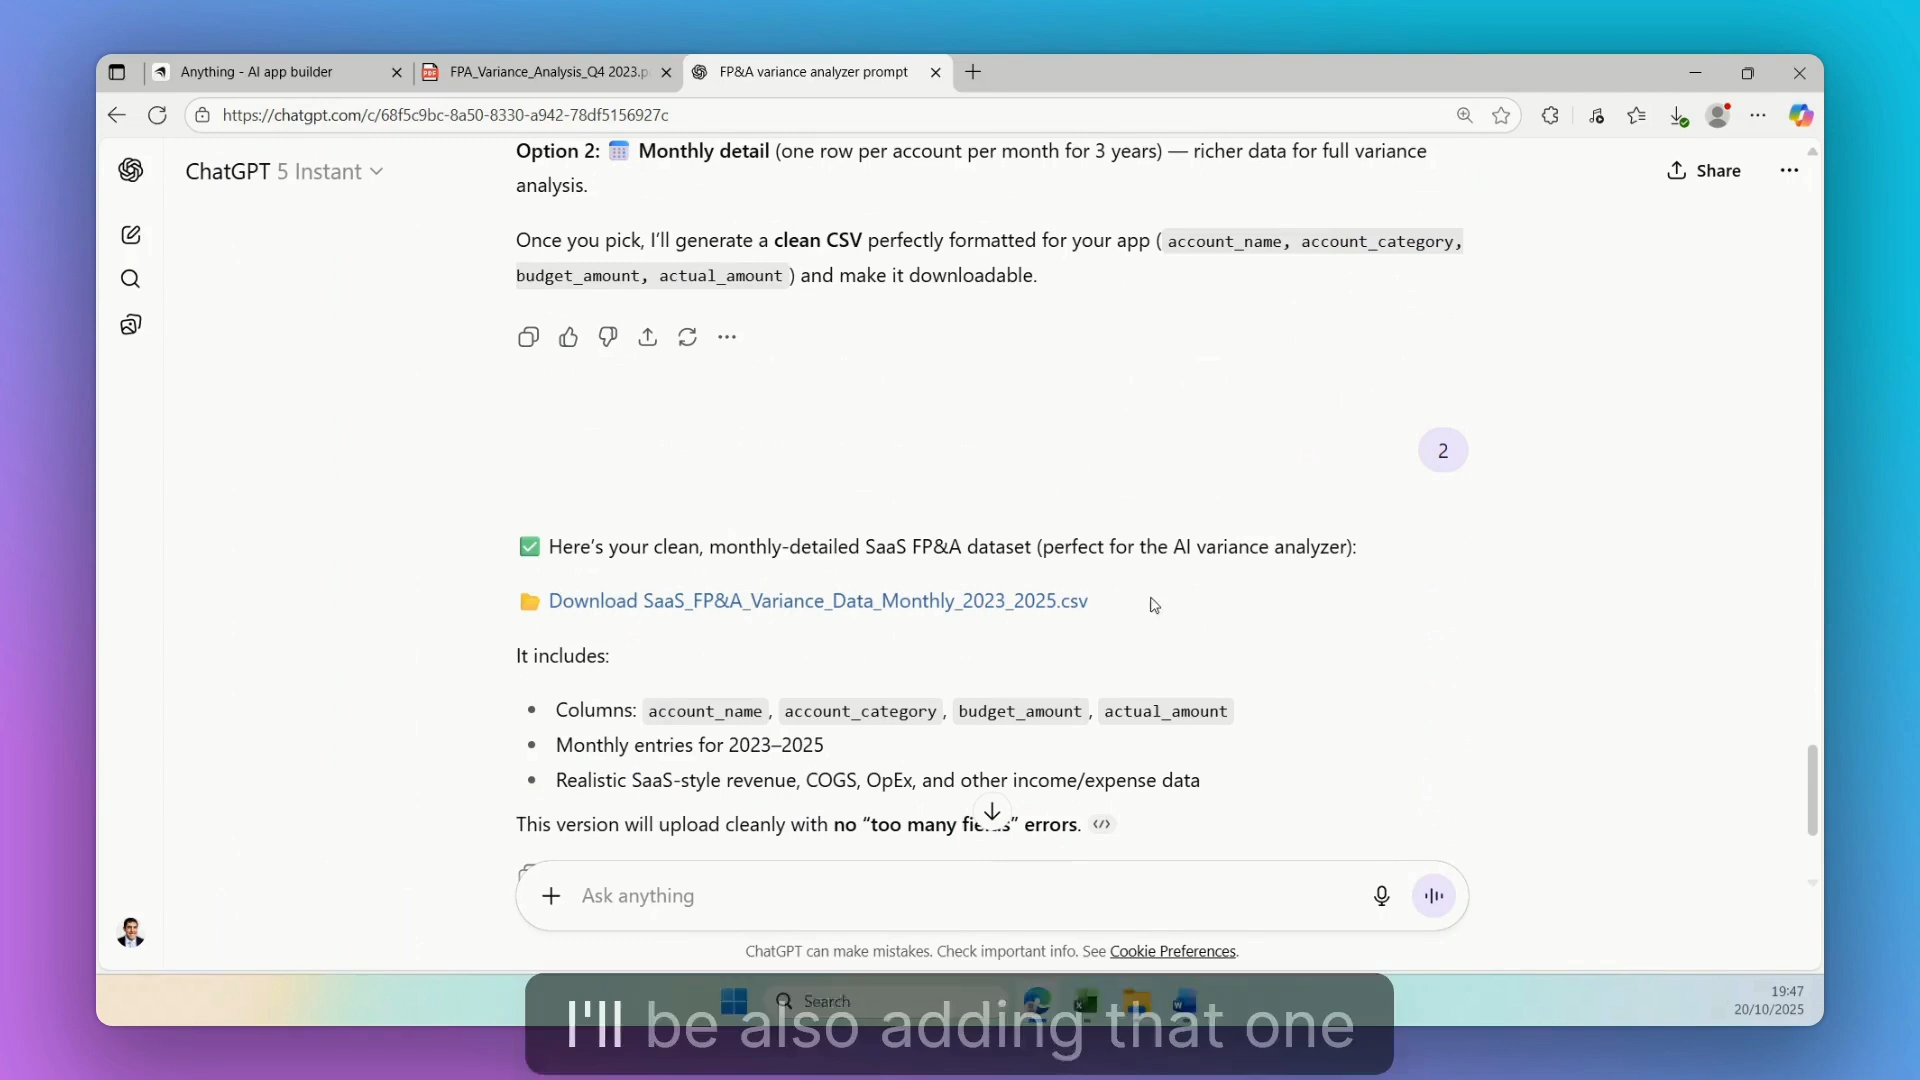 Anything - AI app builder
FPA_Variance_Analysis_Q4 2023.p
FP&A variance analyzer prompt
https://chatgpt.com/c/68f5c9bc-8a50-8330-a942-78df5156927c
ChatGPT 5 Instant
Share
Option 2: Monthly detail (one row per account per month for 3 years) — richer data for full variance
analysis.
Once you pick, I’ll generate a clean CSV perfectly formatted for your app ( account_name, account_category,
budget_amount, actual_amount ) and make it downloadable.
2
Here’s your clean, monthly-detailed SaaS FP&A dataset (perfect for the AI variance analyzer):
Download SaaS_FP&A_Variance_Data_Monthly_2023_2025.csv
It includes:
• Columns: account_name , account_category , budget_amount , actual_amount
• Monthly entries for 2023–2025
• Realistic SaaS-style revenue, COGS, OpEx, and other income/expense data
This version will upload cleanly with no “too many fields” errors.
Ask anything
ChatGPT can make mistakes. Check important info. See Cookie Preferences.
Search
19:47
20/10/2025
I'll be also adding that one